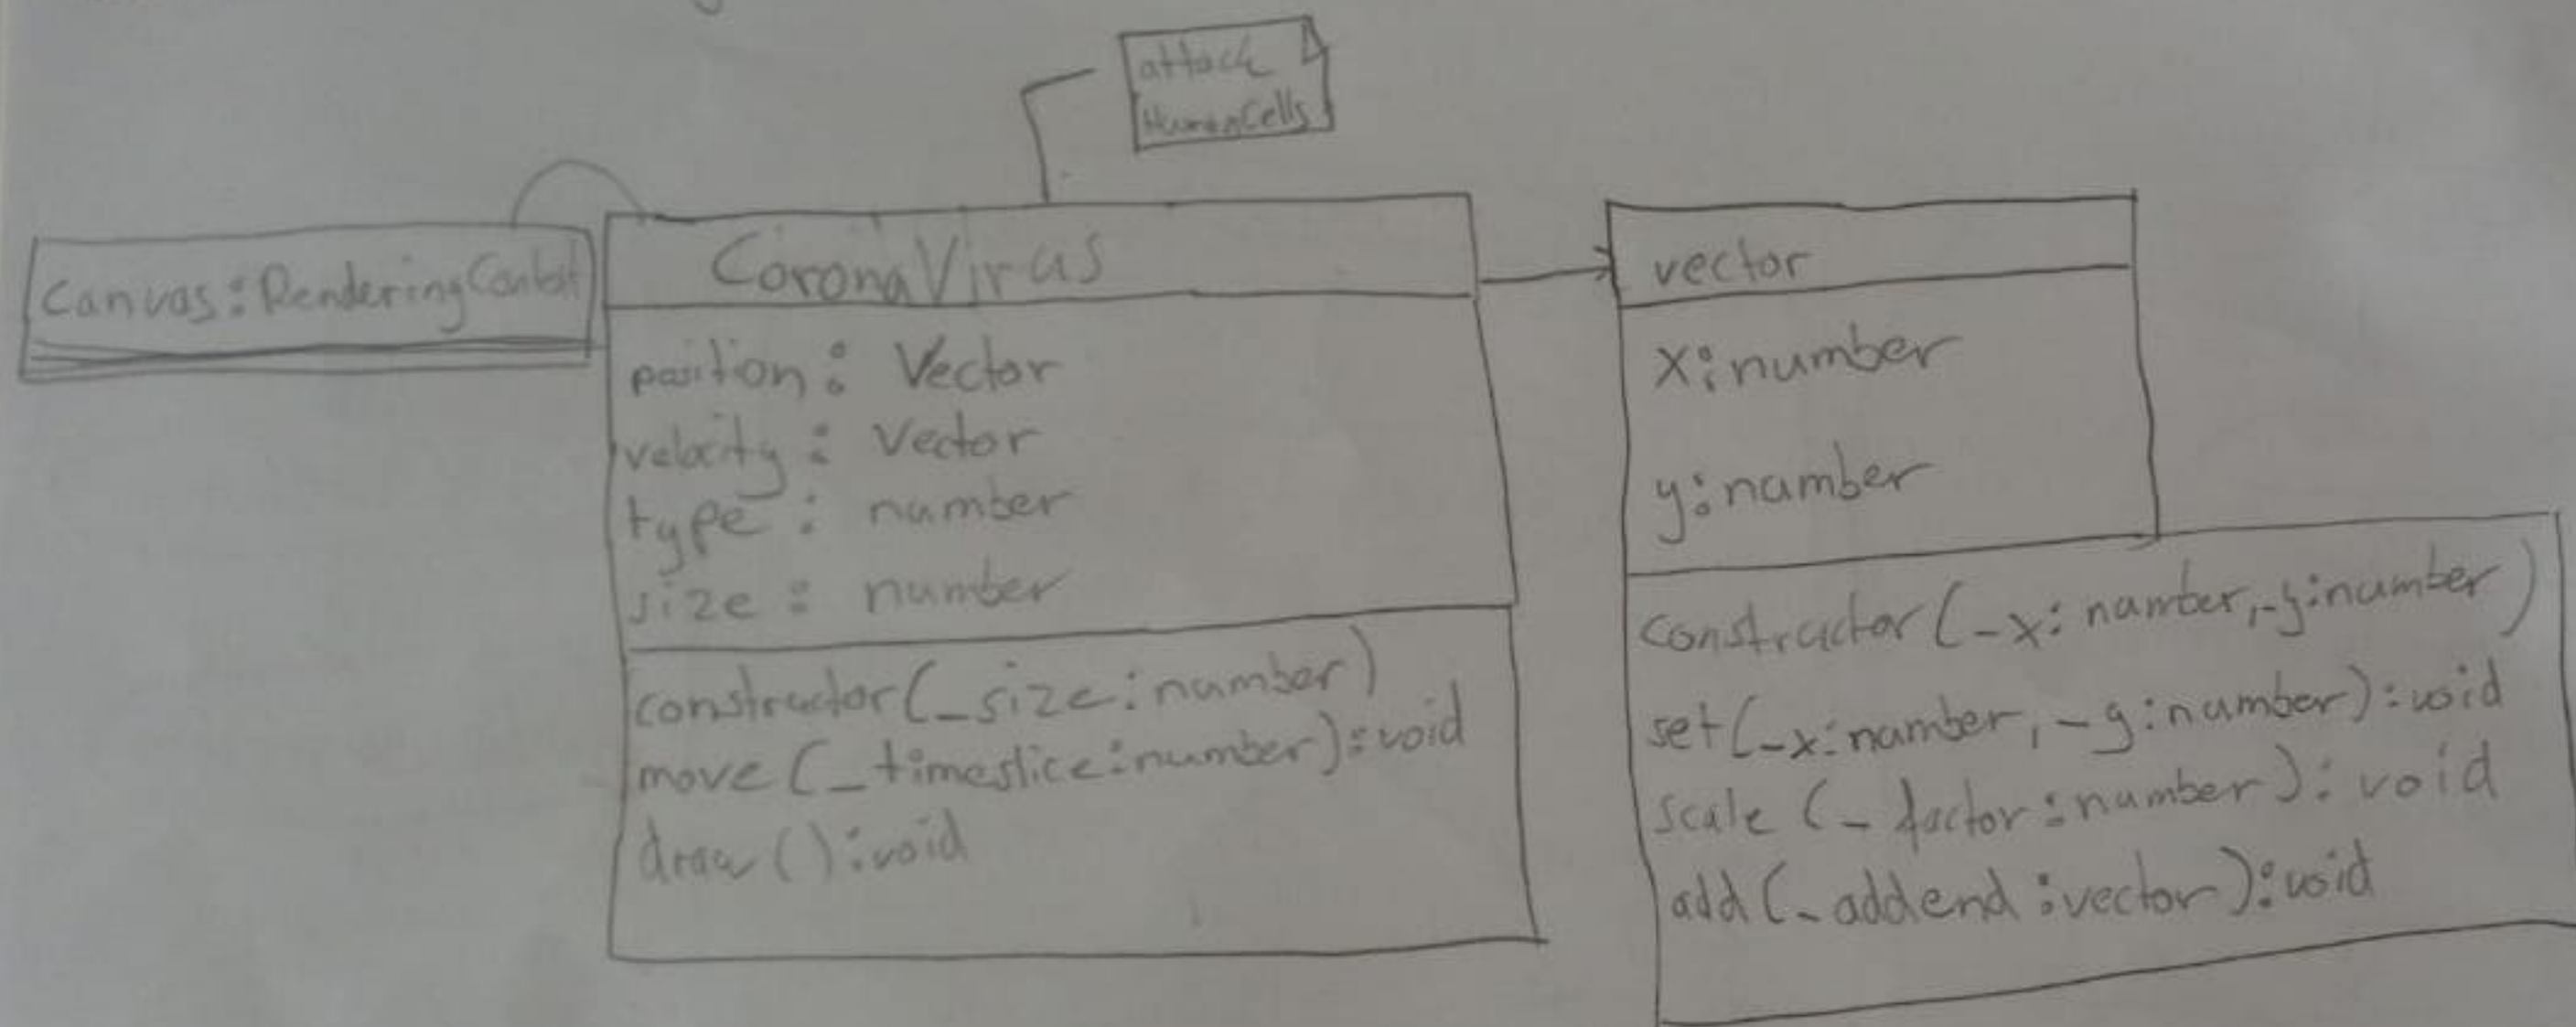 attack
HumanCells
Canvas:RenderingContext
CoronaVirus
position: Vector
velocity: Vector
type: number
size: number
constructor(_size:number)
move(_timeslice:number):void
draw():void
vector
x:number
y:number
constructor(_x: number,_y:number)
set(_x:number,_y:number):void
scale(_factor:number):void
add(_addend:vector):void